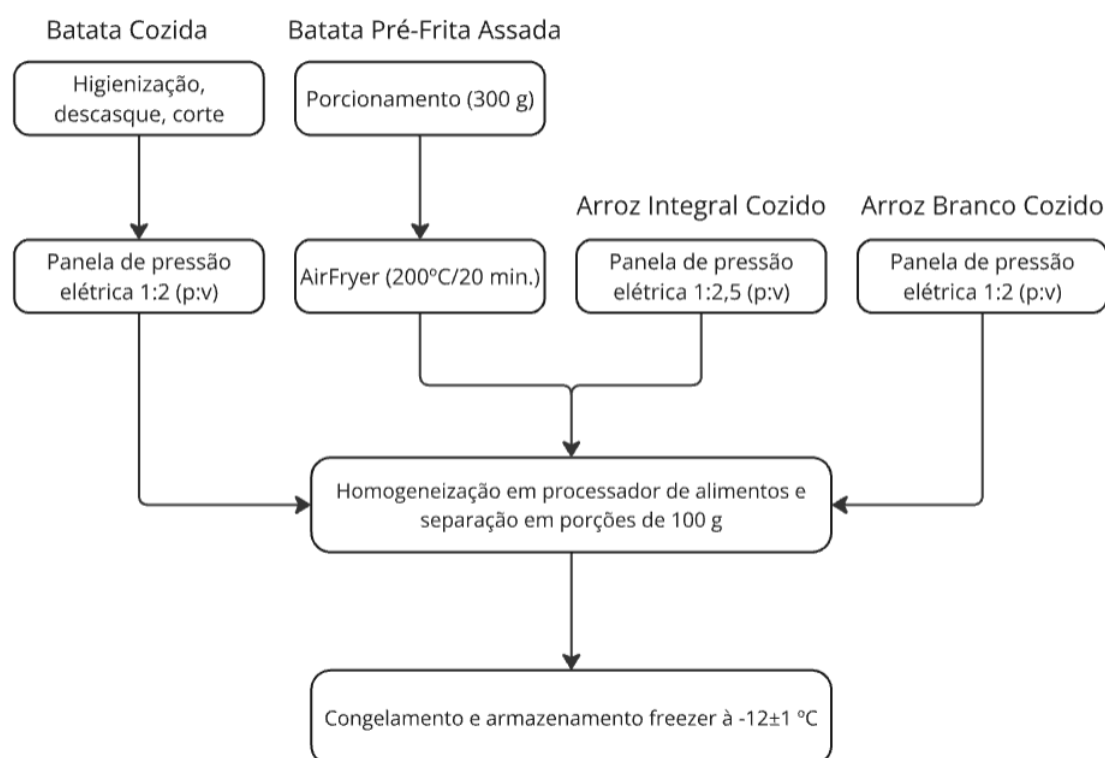 Batata Cozida
Batata Pré-Frita Assada
Higienização,
descasque, corte
Porcionamento (300 g)
Arroz Integral Cozido
Arroz Branco Cozido
Panela de pressão
elétrica 1:2 (p:v)
AirFryer (200ºC/20 min.)
Panela de pressão
elétrica 1:2,5 (p:v)
Panela de pressão
elétrica 1:2 (p:v)
Homogeneização em processador de alimentos e
separação em porções de 100 g
Congelamento e armazenamento freezer à -12±1 ºC